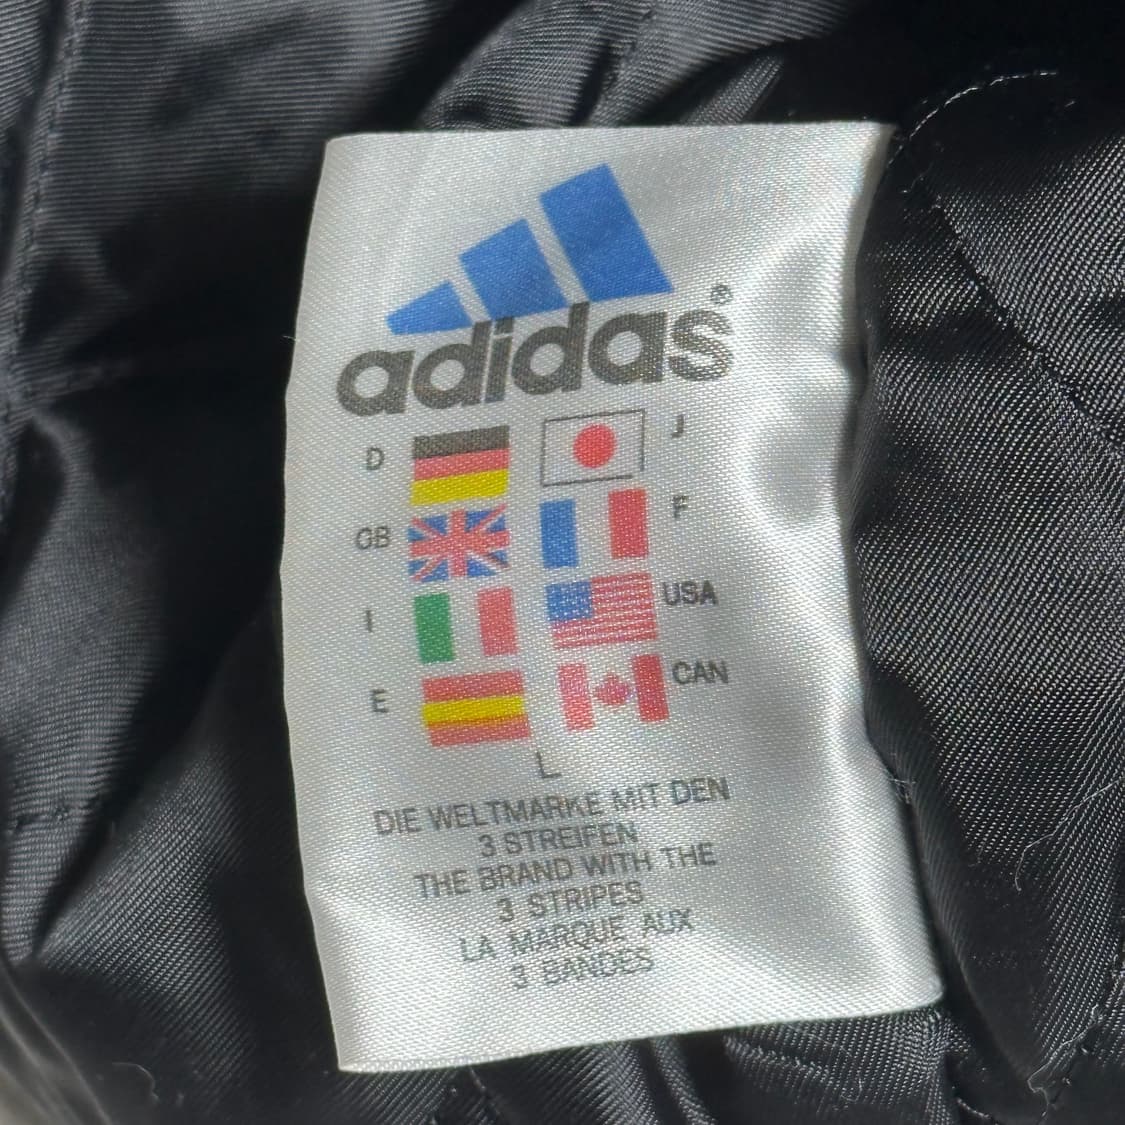 adidas®
D J
GB F
I USA
E CAN
L
DIE WELTMARKE MIT DEN
3 STREIFEN
THE BRAND WITH THE
3 STRIPES
LA MARQUE AUX
3 BANDES